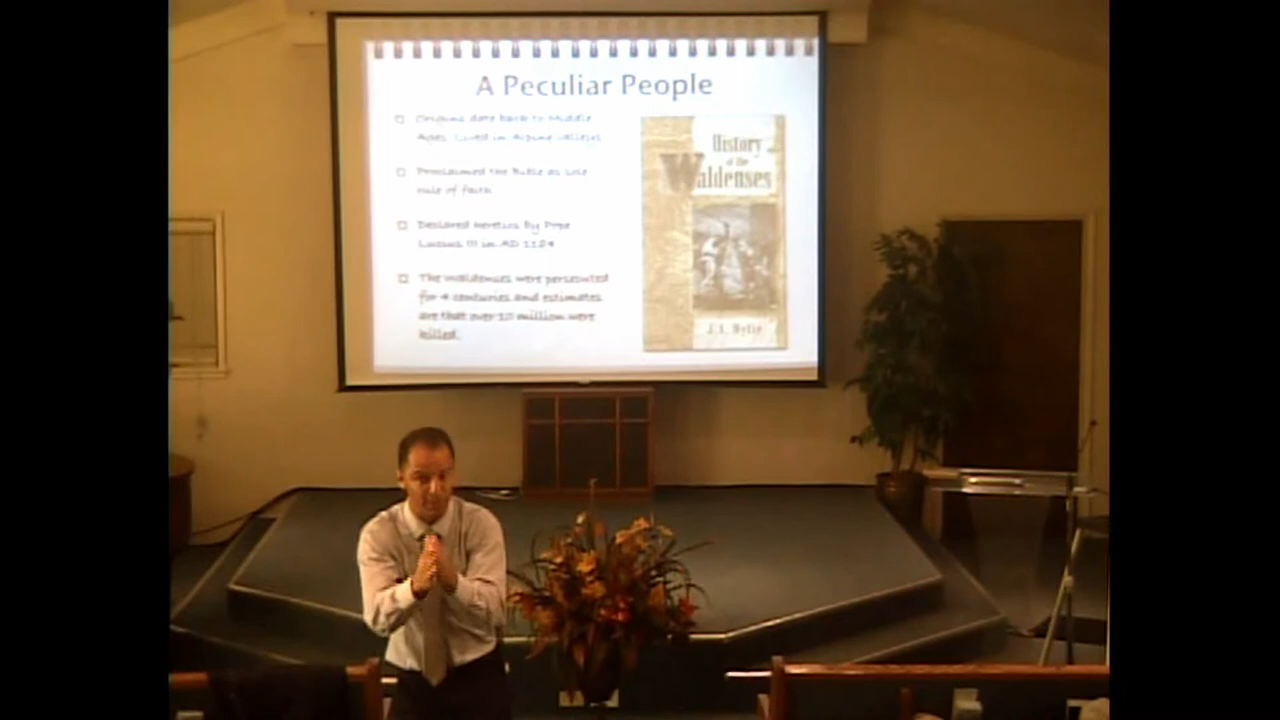 A Peculiar People
Origins date back to Middle
Ages. Lived in Alpine valleys
Proclaimed the Bible as sole
rule of faith
Declared heretics by Pope
Lucius III in AD 1184
The Waldenses were persecuted
for 4 centuries and estimates
are that over 10 million were
killed.
History
of the
Waldenses
J.A. Wylie